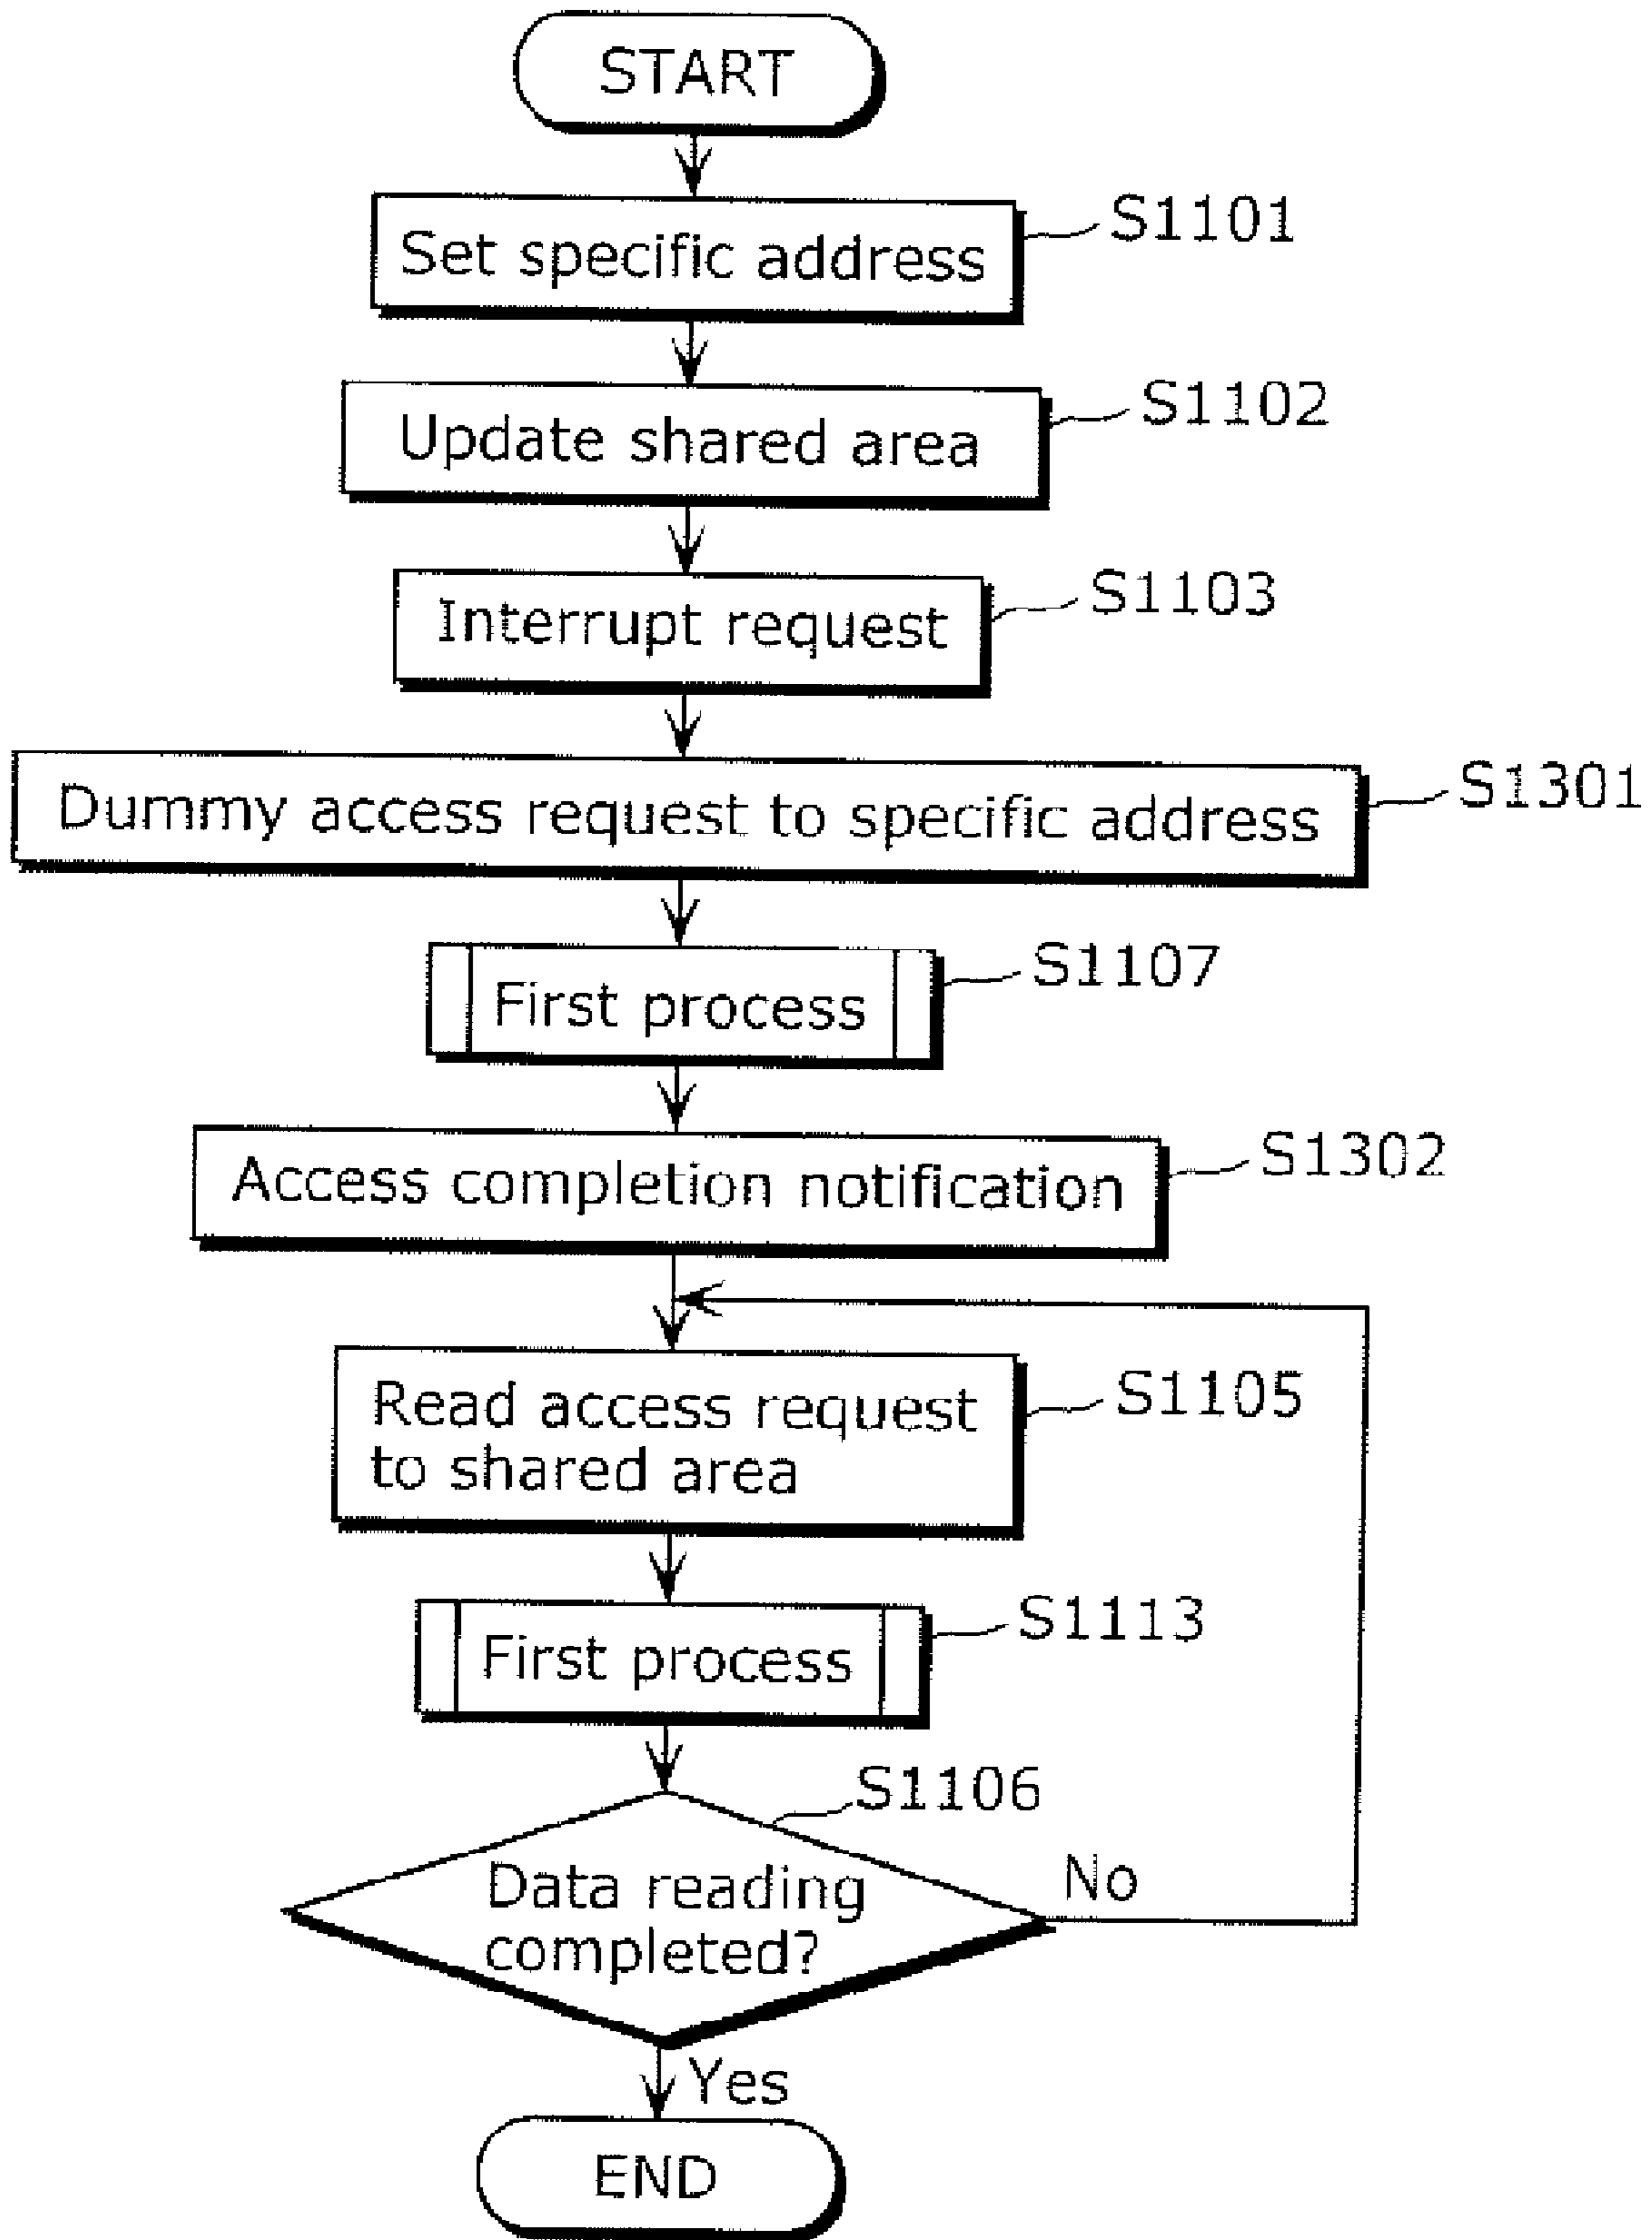 START
S1101
Set specific address
S1102
Update shared area
S1103
Interrupt request
S1301
Dummy access request to specific address
S1107
First process
S1302
Access completion notification
S1105
Read access request
to shared area
S1113
First process
S1106
Data reading
completed?
No
Yes
END